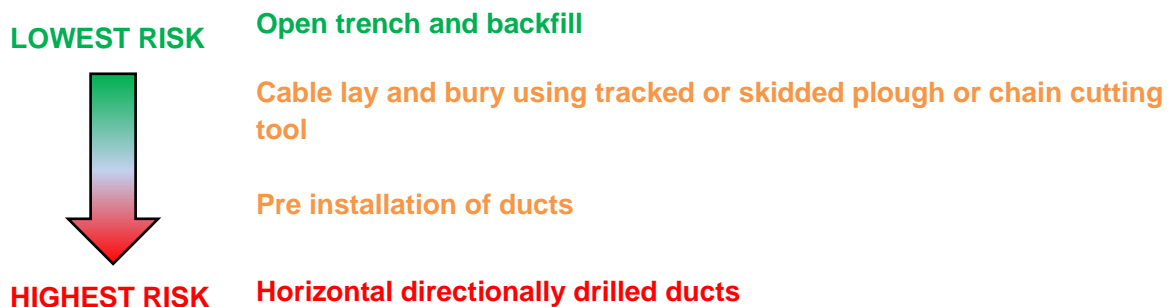 LOWEST RISK
Open trench and backfill
Cable lay and bury using tracked or skidded plough or chain cutting
tool
Pre installation of ducts
HIGHEST RISK
Horizontal directionally drilled ducts